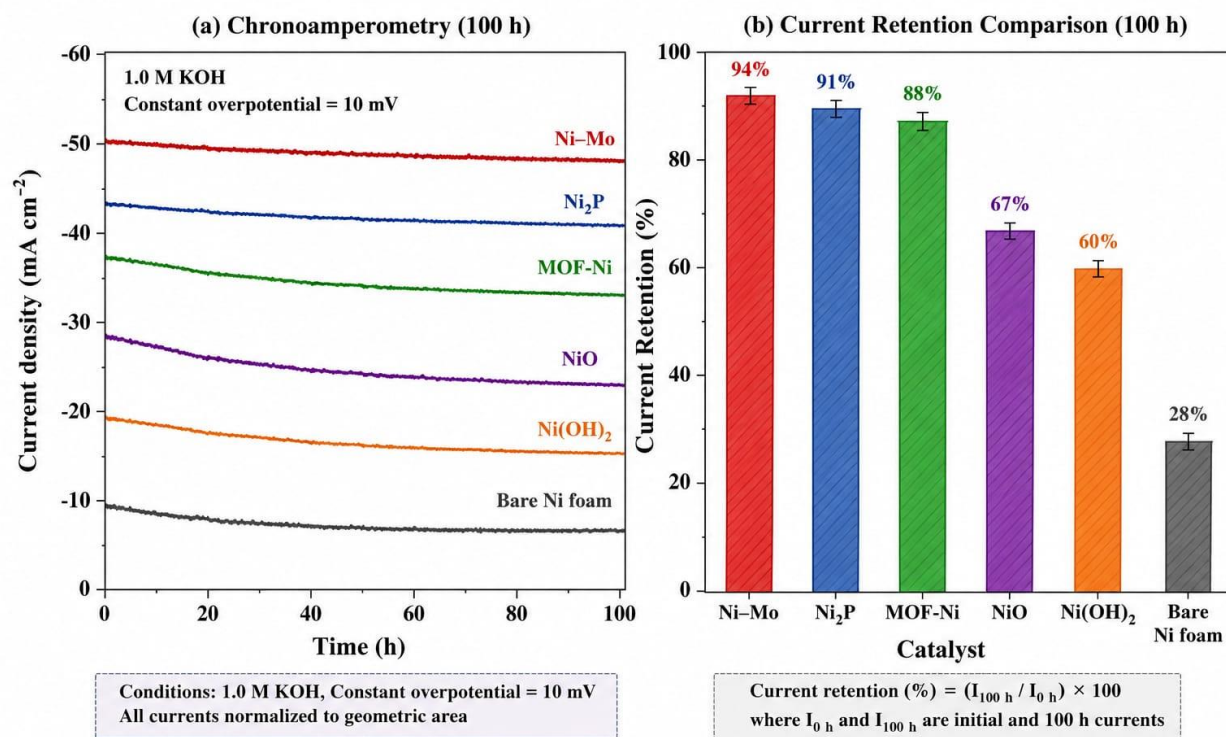 (a) Chronoamperometry (100 h)
1.0 M KOH
Constant overpotential = 10 mV
Current density (mA cm⁻²)
-60
-50
-40
-30
-20
-10
0
Ni–Mo
Ni₂P
MOF-Ni
NiO
Ni(OH)₂
Bare Ni foam
0 20 40 60 80 100
Time (h)
Conditions: 1.0 M KOH, Constant overpotential = 10 mV
All currents normalized to geometric area
(b) Current Retention Comparison (100 h)
Current Retention (%)
100
80
60
40
20
0
94% 91% 88% 67% 60% 28%
Ni–Mo Ni₂P MOF-Ni NiO Ni(OH)₂ Bare
Ni foam
Catalyst
Current retention (%) = (I₁₀₀ ₕ / I₀ ₕ) × 100
where I₀ ₕ and I₁₀₀ ₕ are initial and 100 h currents